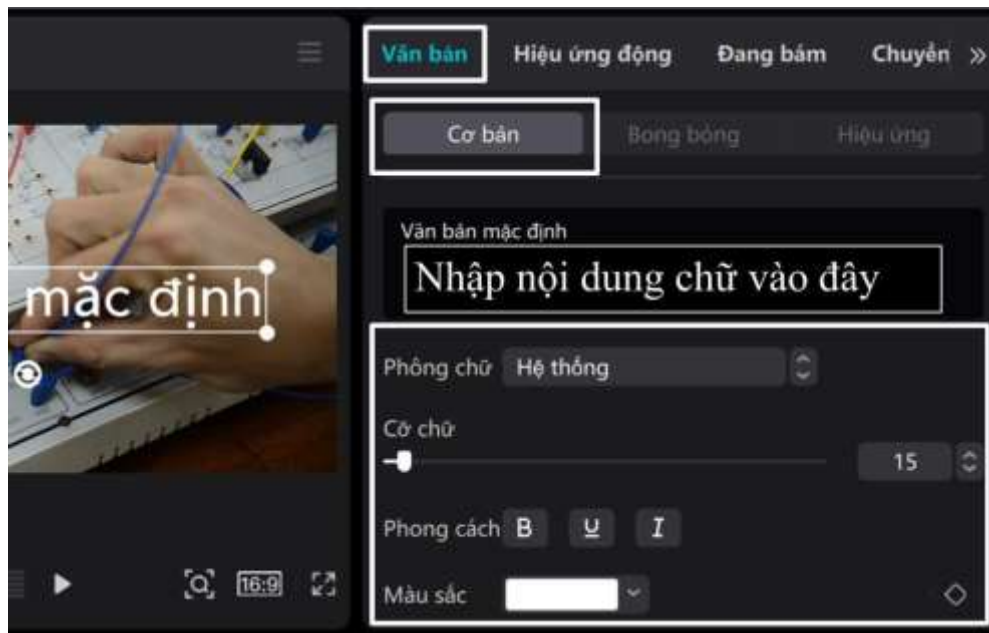 Văn bản Hiệu ứng động Đang bám Chuyển
Cơ bản Bong bóng Hiệu ứng
Văn bản mặc định
Nhập nội dung chữ vào đây
mặc định
Phông chữ Hệ thống
Cỡ chữ
15
Phong cách B U I
Màu sắc
16:9